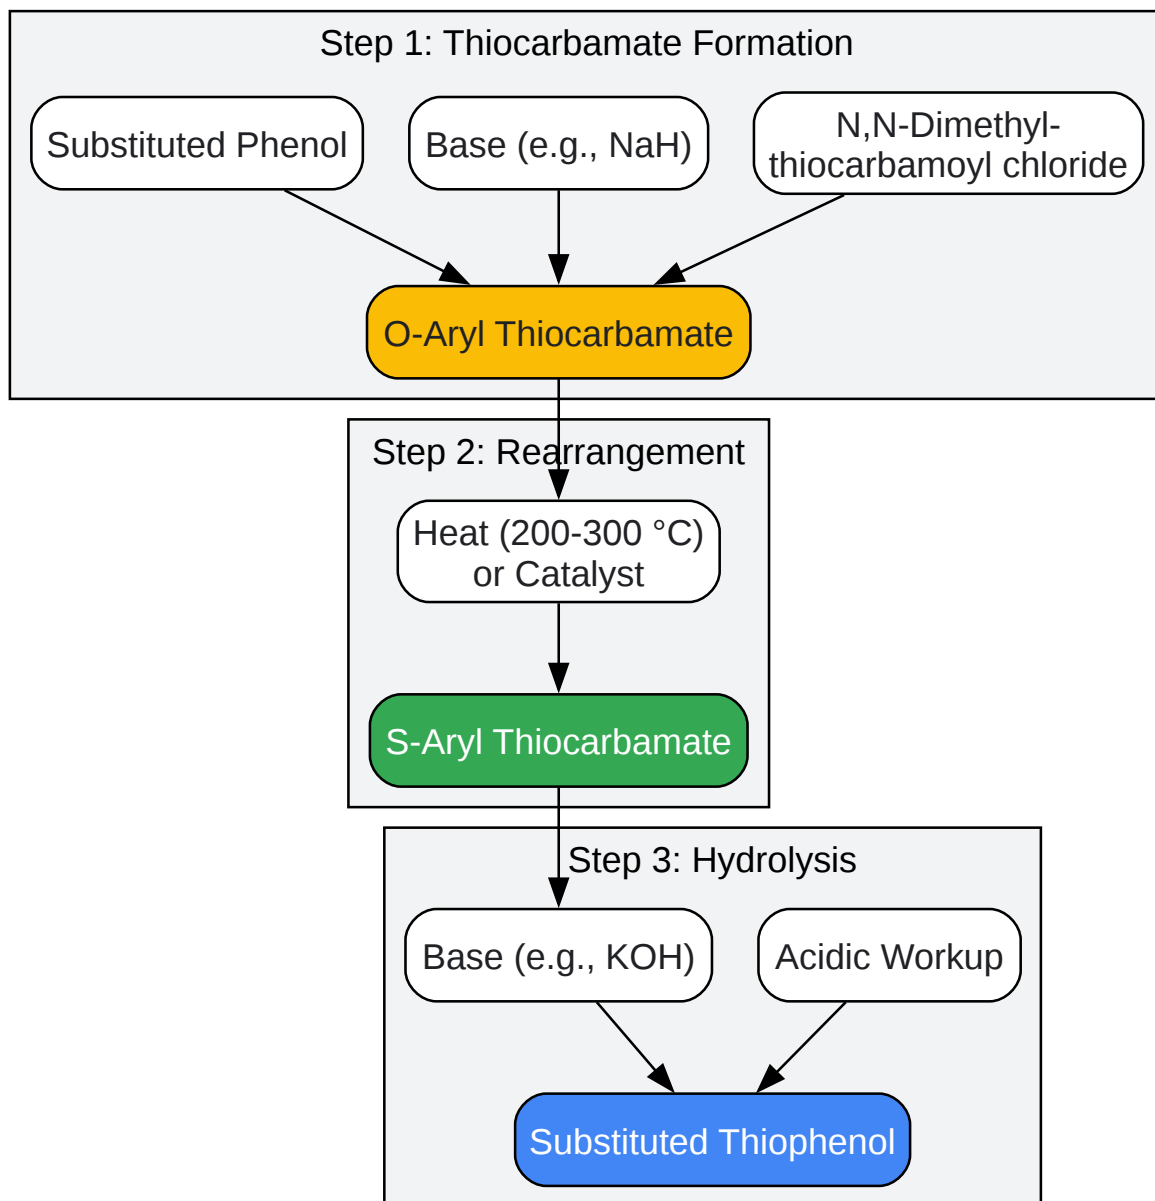 Step 1: Thiocarbamate Formation
Substituted Phenol
Base (e.g., NaH)
N,N-Dimethyl-
thiocarbamoyl chloride
O-Aryl Thiocarbamate
Step 2: Rearrangement
Heat (200-300 °C)
or Catalyst
S-Aryl Thiocarbamate
Step 3: Hydrolysis
Base (e.g., KOH)
Acidic Workup
Substituted Thiophenol